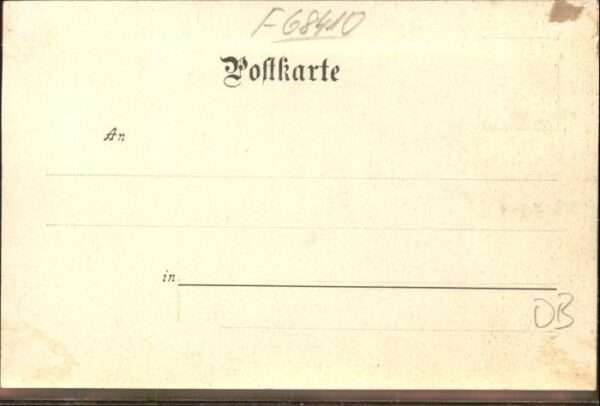 F68410
Postkarte
An
in
DB